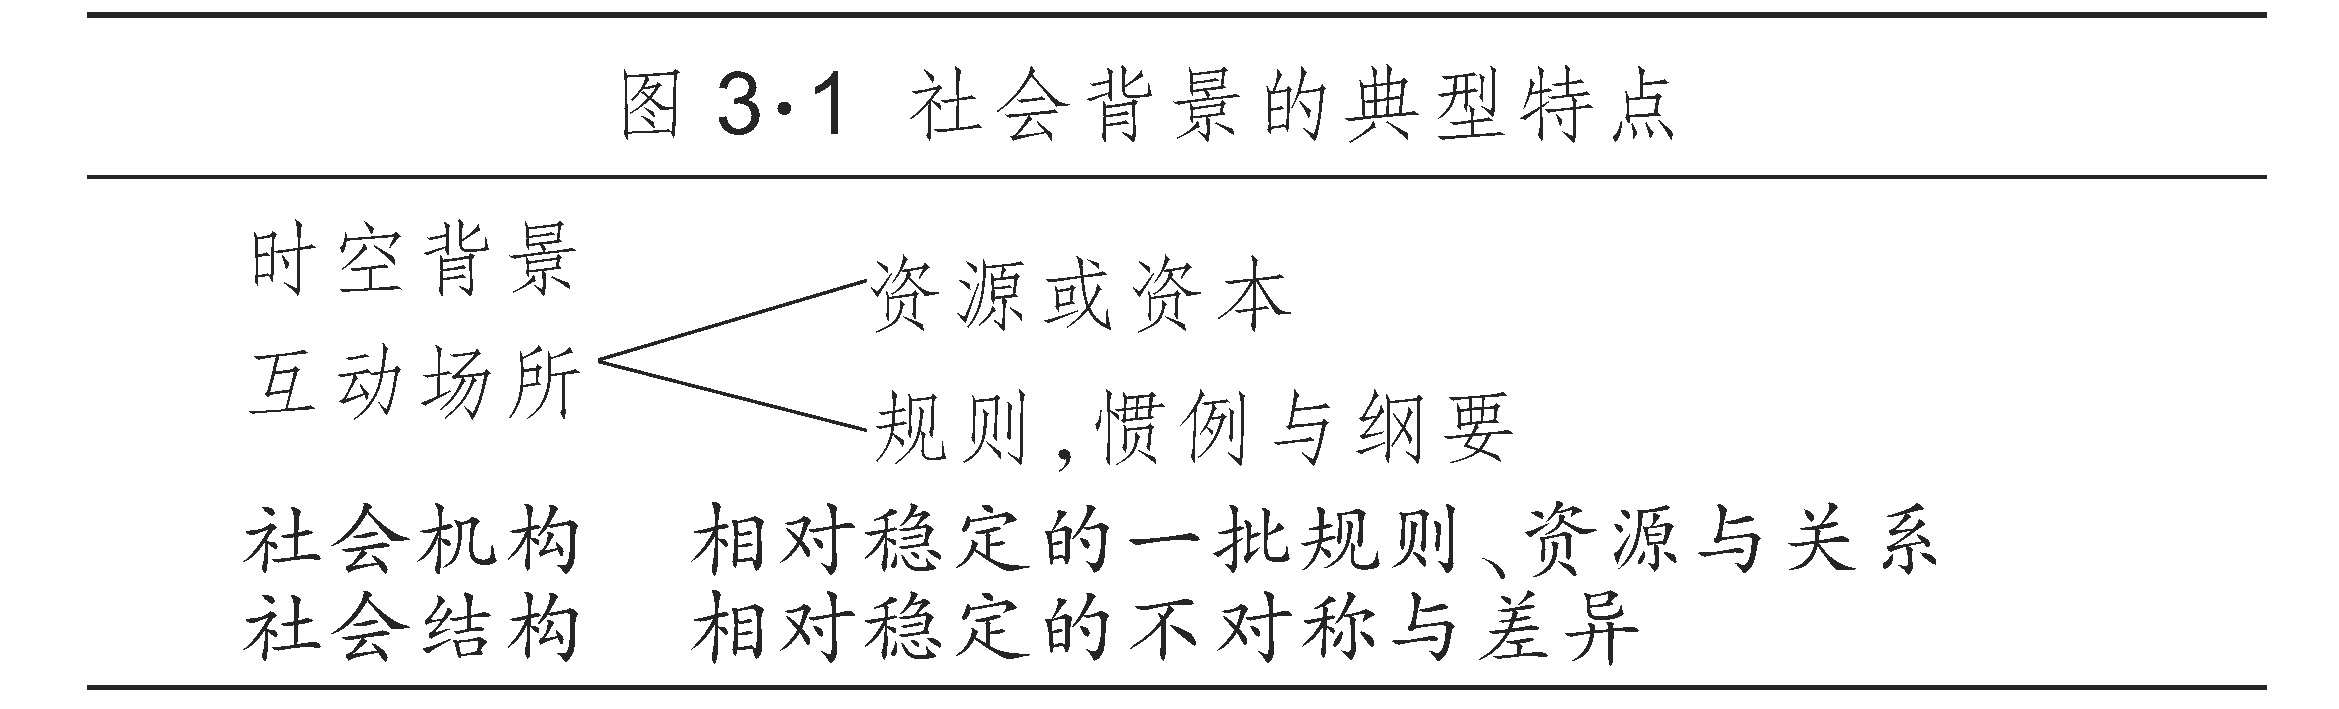 图 3·1 社会背景的典型特点
时空背景
资源或资本
互动场所
规则,惯例与纲要
社会机构 相对稳定的一批规则、资源与关系
社会结构 相对稳定的不对称与差异